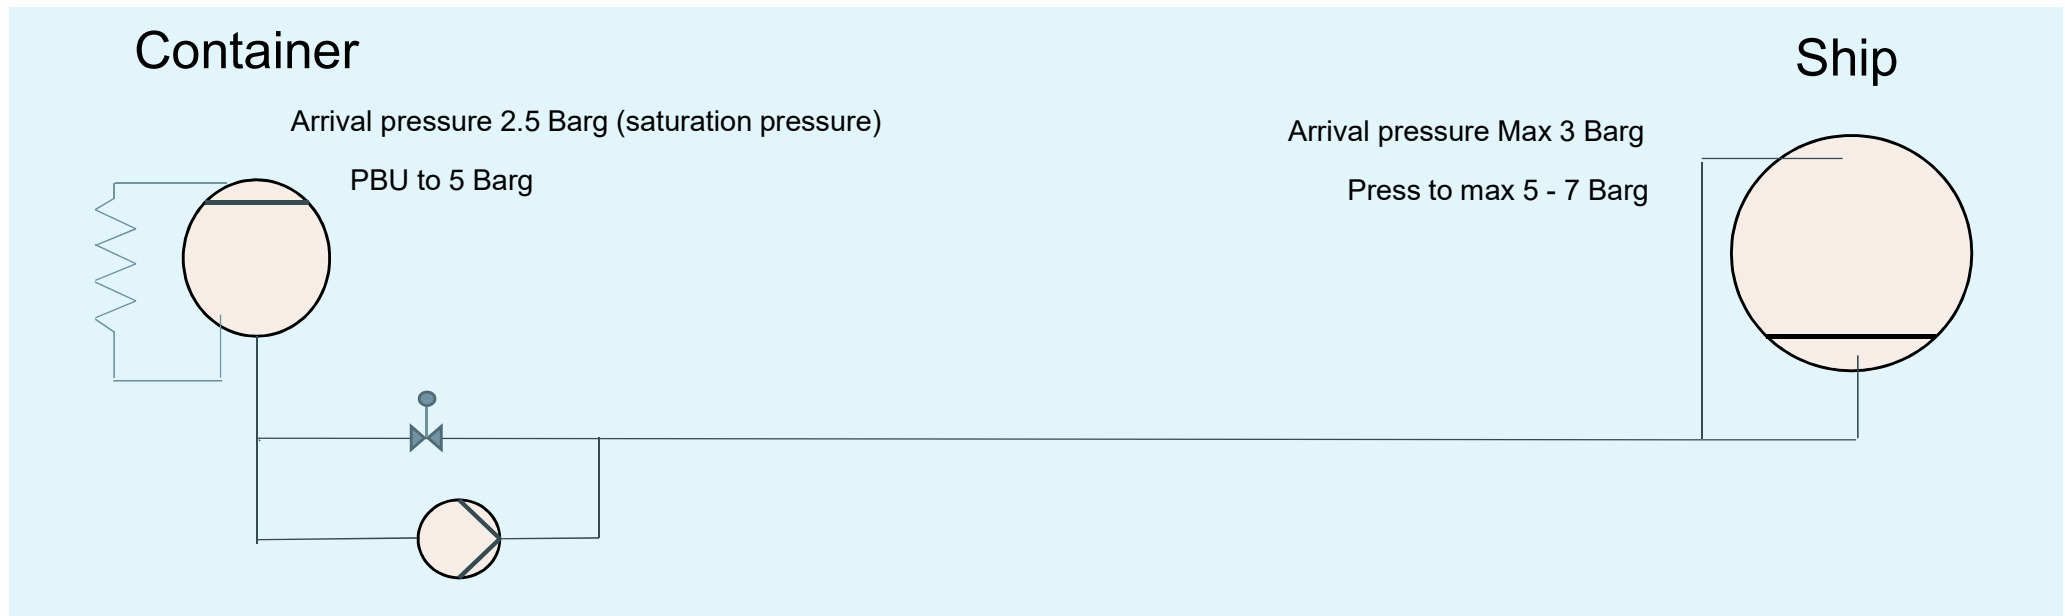 Container
Ship
Arrival pressure 2.5 Barg (saturation pressure)
PBU to 5 Barg
Arrival pressure Max 3 Barg
Press to max 5 - 7 Barg